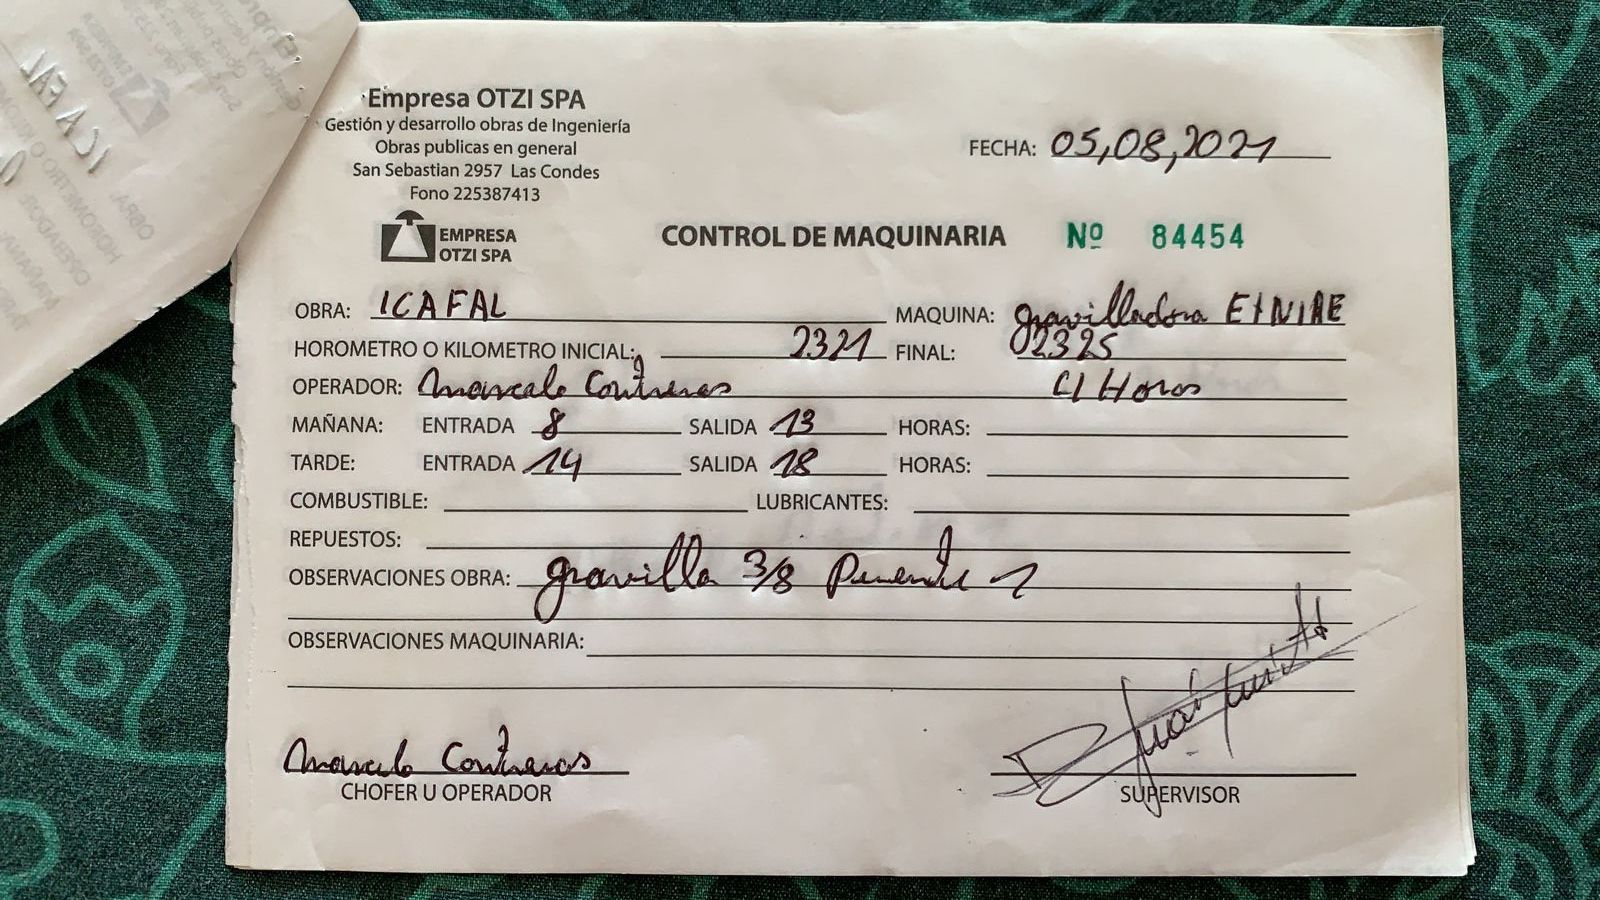 Empresa OTZI SPA
Gestión y desarrollo obras de Ingeniería
Obras publicas en general
San Sebastian 2957 Las Condes
Fono 225387413
FECHA: 05,08,2021
EMPRESA
OTZI SPA
CONTROL DE MAQUINARIA Nº 84454
OBRA: ICAFAL MAQUINA: gravilladora ETNIRE
HOROMETRO O KILOMETRO INICIAL: 2321 FINAL: 2325
OPERADOR: Marcelo Contreras 4 Horas
MAÑANA: ENTRADA 8 SALIDA 13 HORAS:
TARDE: ENTRADA 14 SALIDA 18 HORAS:
COMBUSTIBLE: LUBRICANTES:
REPUESTOS:
OBSERVACIONES OBRA: gravilla 3/8 1
OBSERVACIONES MAQUINARIA:
Marcelo Contreras
CHOFER U OPERADOR
SUPERVISOR